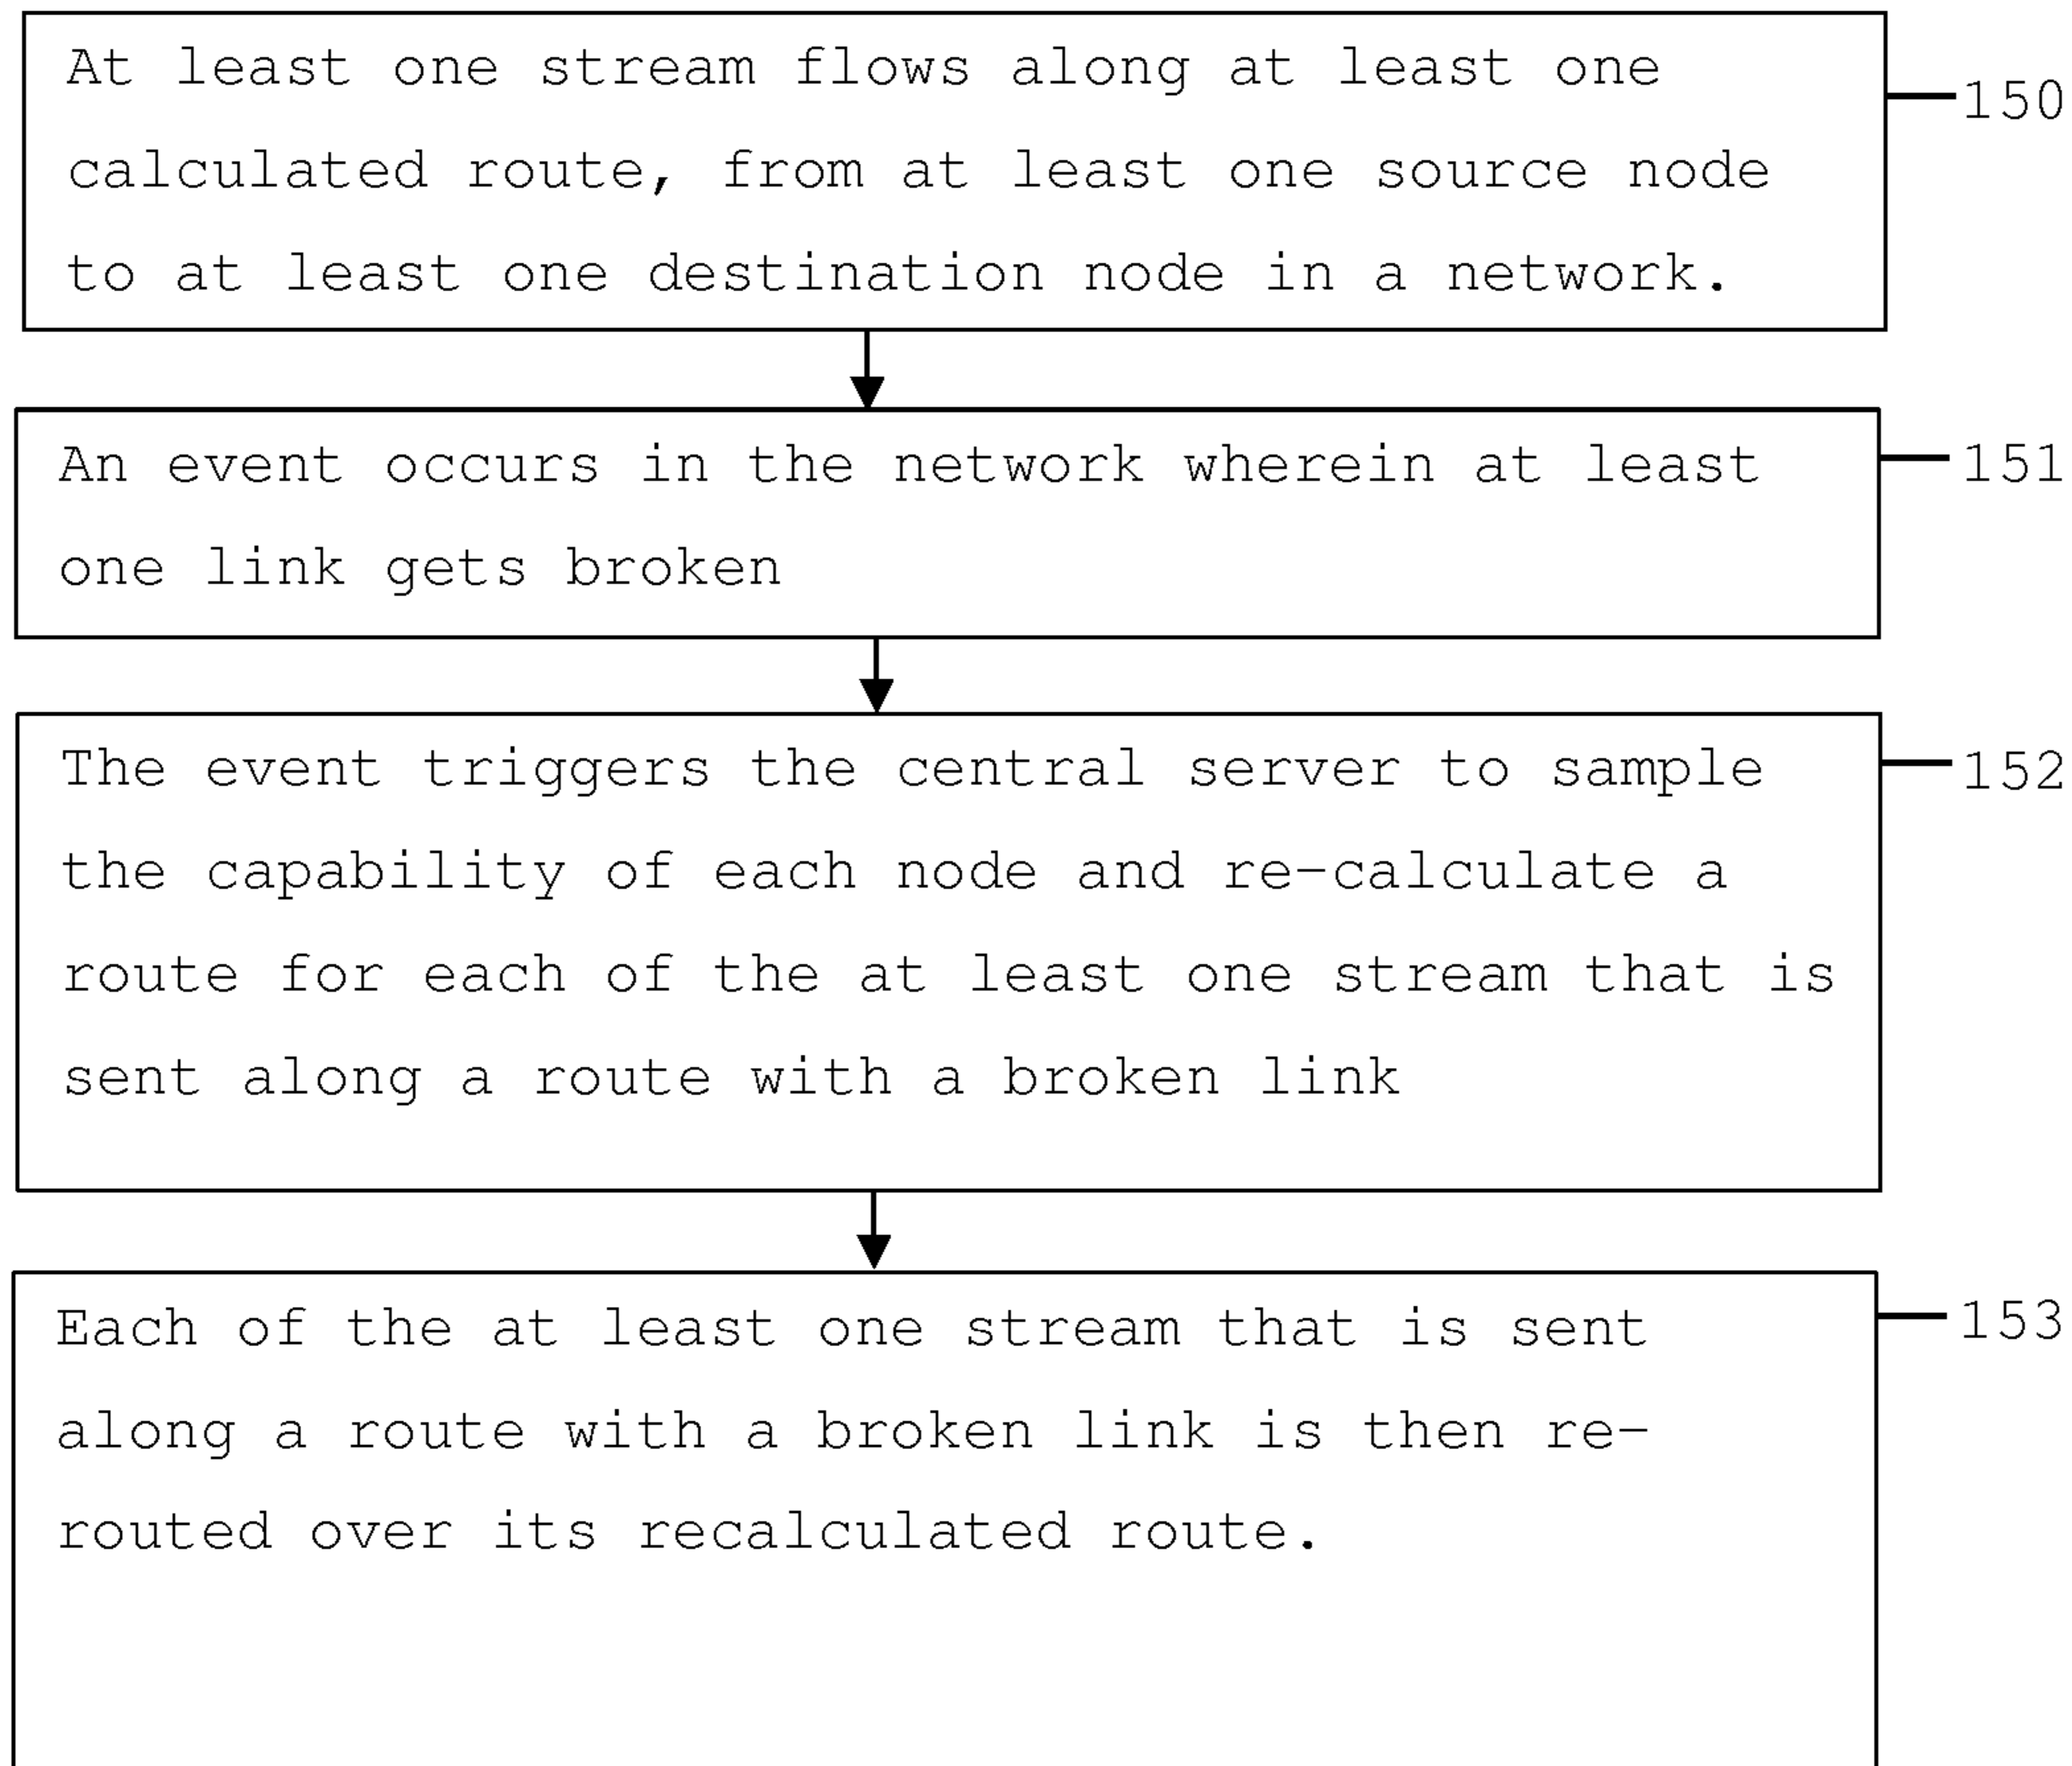 At least one stream flows along at least one
150
calculated route, from at least one source node
to at least one destination node in a network.
An event occurs in the network wherein at least
151
one link gets broken
The event triggers the central server to sample
152
the capability of each node and re-calculate a
route for each of the at least one stream that is
sent along a route with a broken link
Each of the at least one stream that is sent
153
along a route with a broken link is then re-
routed over its recalculated route.